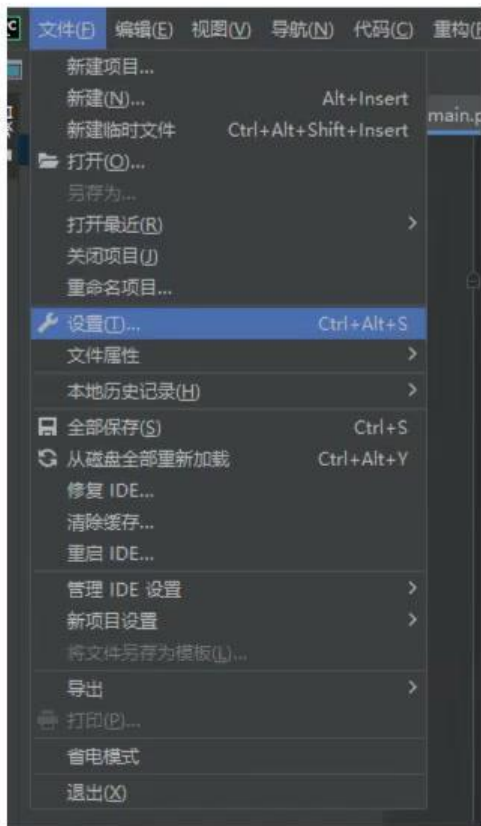 文件(F) 编辑(E) 视图(V) 导航(N) 代码(C) 重构(
新建项目...
新建(N)... Alt+Insert
main.p
新建临时文件 Ctrl+Alt+Shift+Insert
打开(O)...
另存为...
打开最近(R)
关闭项目(J)
重命名项目...
设置(T)... Ctrl+Alt+S
文件属性
本地历史记录(H)
全部保存(S) Ctrl+S
从磁盘全部重新加载 Ctrl+Alt+Y
修复 IDE...
清除缓存...
重启 IDE...
管理 IDE 设置
新项目设置
将文件另存为模板(L)...
导出
打印(P)...
省电模式
退出(X)